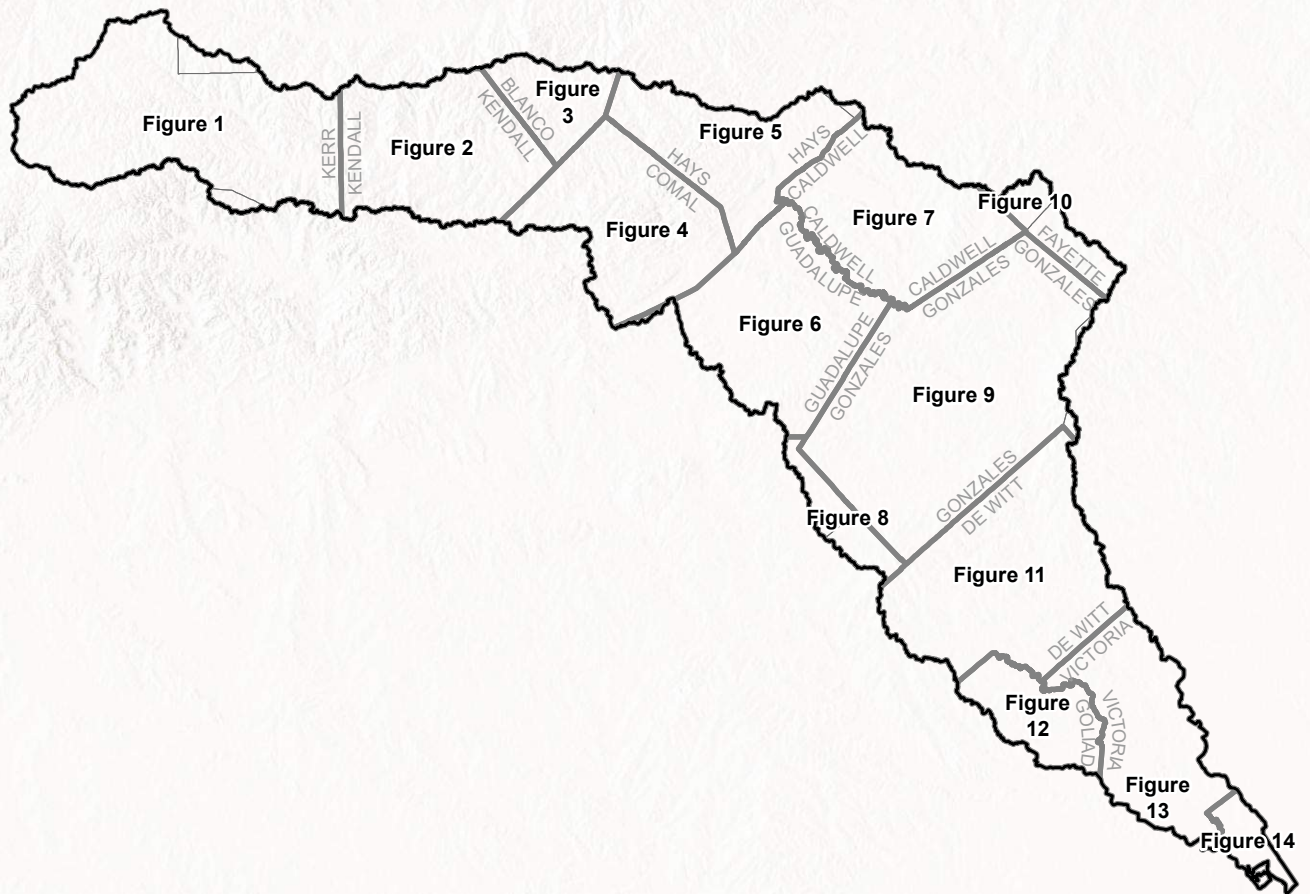 Figure 1
KERR
KENDALL
Figure 2
BLANCO
KENDALL
Figure
3
Figure 5
HAYS
COMAL
Figure 4
HAYS
CALDWELL
Figure 7
CALDWELL
GUADALUPE
Figure 10
FAYETTE
GONZALES
CALDWELL
GONZALES
Figure 6
GUADALUPE
GONZALES
Figure 9
GONZALES
DE WITT
Figure 8
Figure 11
DE WITT
VICTORIA
Figure
12
VICTORIA
GOLIAD
Figure
13
Figure 14